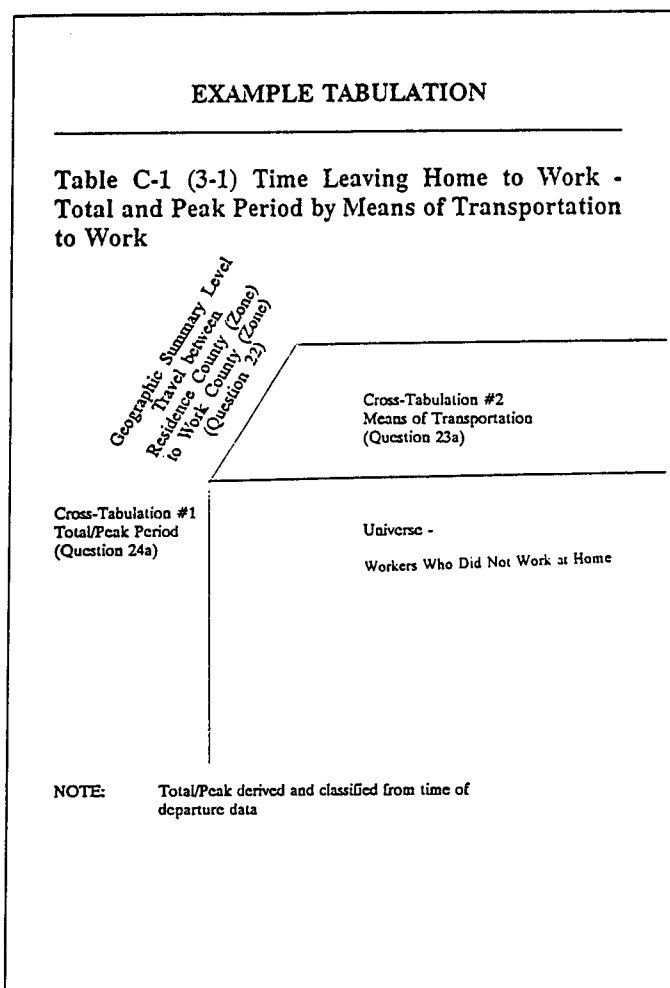 EXAMPLE TABULATION
Table C-1 (3-1) Time Leaving Home to Work -
Total and Peak Period by Means of Transportation
to Work
Geographic Summary Level
Travel between
Residence County (Zone)
to Work County (Zone)
(Question 22)
Cross-Tabulation #2
Means of Transportation
(Question 23a)
Cross-Tabulation #1
Total/Peak Period
(Question 24a)
Universe -
Workers Who Did Not Work at Home
NOTE: Total/Peak derived and classified from time of
departure data